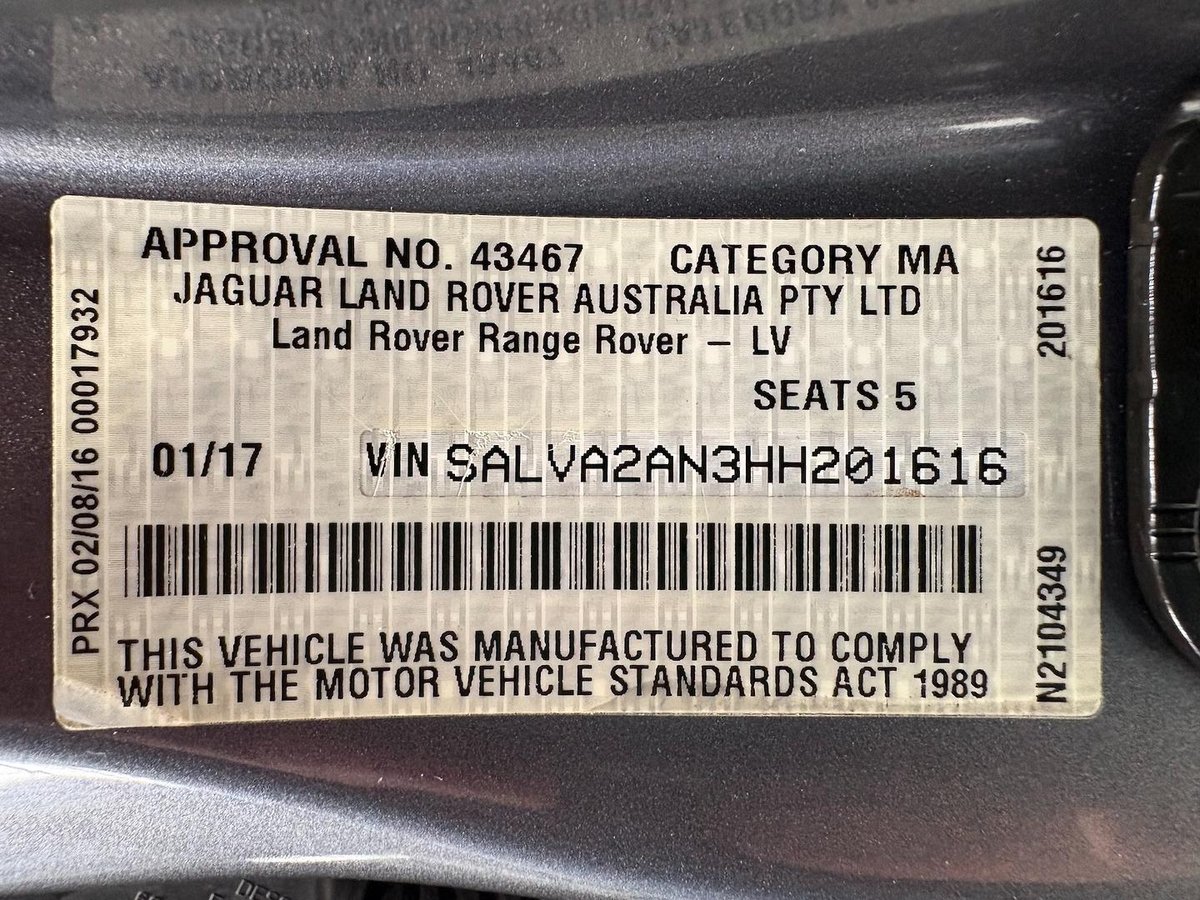 APPROVAL NO. 43467 CATEGORY MA
JAGUAR LAND ROVER AUSTRALIA PTY LTD
Land Rover Range Rover – LV
SEATS 5
01/17 VIN SALVA2AN3HH201616
THIS VEHICLE WAS MANUFACTURED TO COMPLY
WITH THE MOTOR VEHICLE STANDARDS ACT 1989
PRX 02/08/16 00017932
201616
N2104349